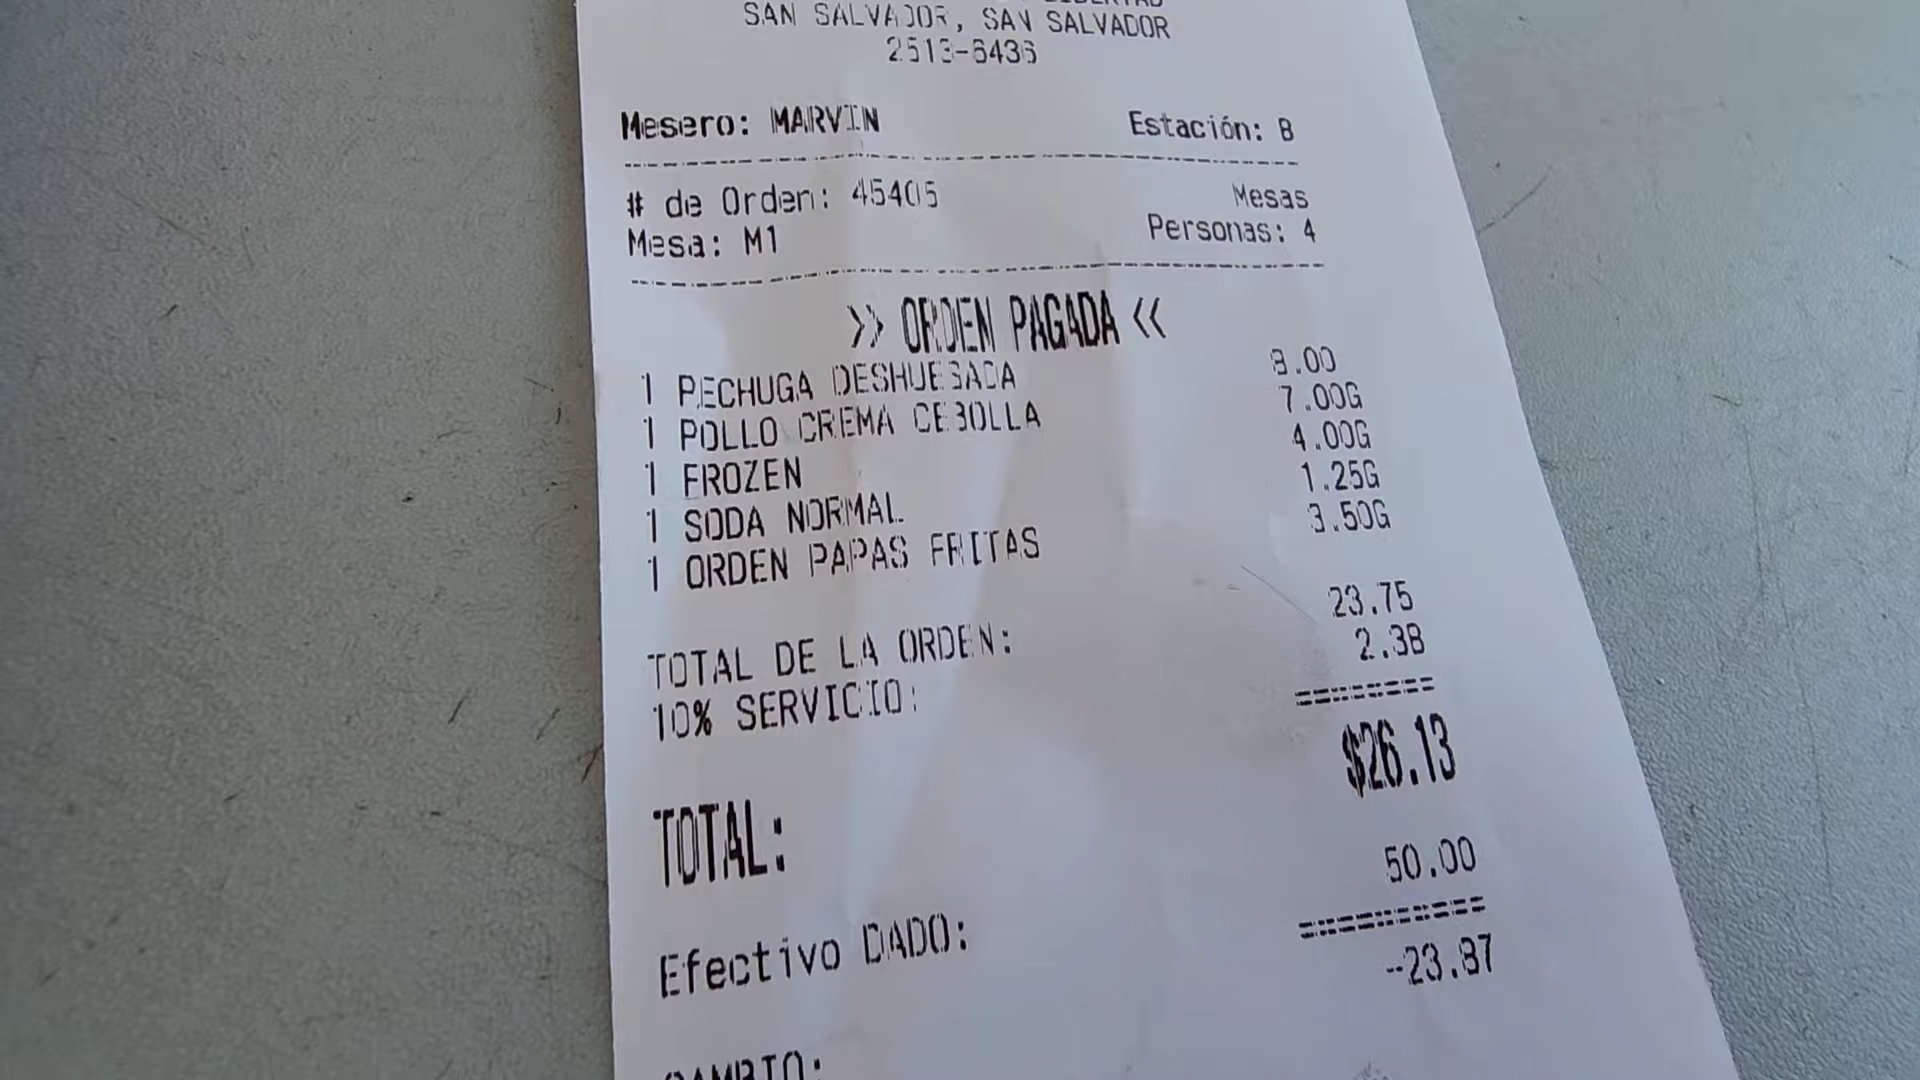 SAN SALVADOR, SAN SALVADOR
2513-6436
Mesero: MARVIN Estación: B
# de Orden: 45405 Mesas
Mesa: M1 Personas: 4
>> ORDEN PAGADA <<
1 PECHUGA DESHUESADA 8.00
1 POLLO CREMA CEBOLLA 7.00G
1 FROZEN 4.00G
1 SODA NORMAL 1.25G
1 ORDEN PAPAS FRITAS 3.50G
TOTAL DE LA ORDEN: 23.75
10% SERVICIO: 2.38
========
TOTAL: $26.13
Efectivo DADO: 50.00
==========
CAMBIO: -23.87